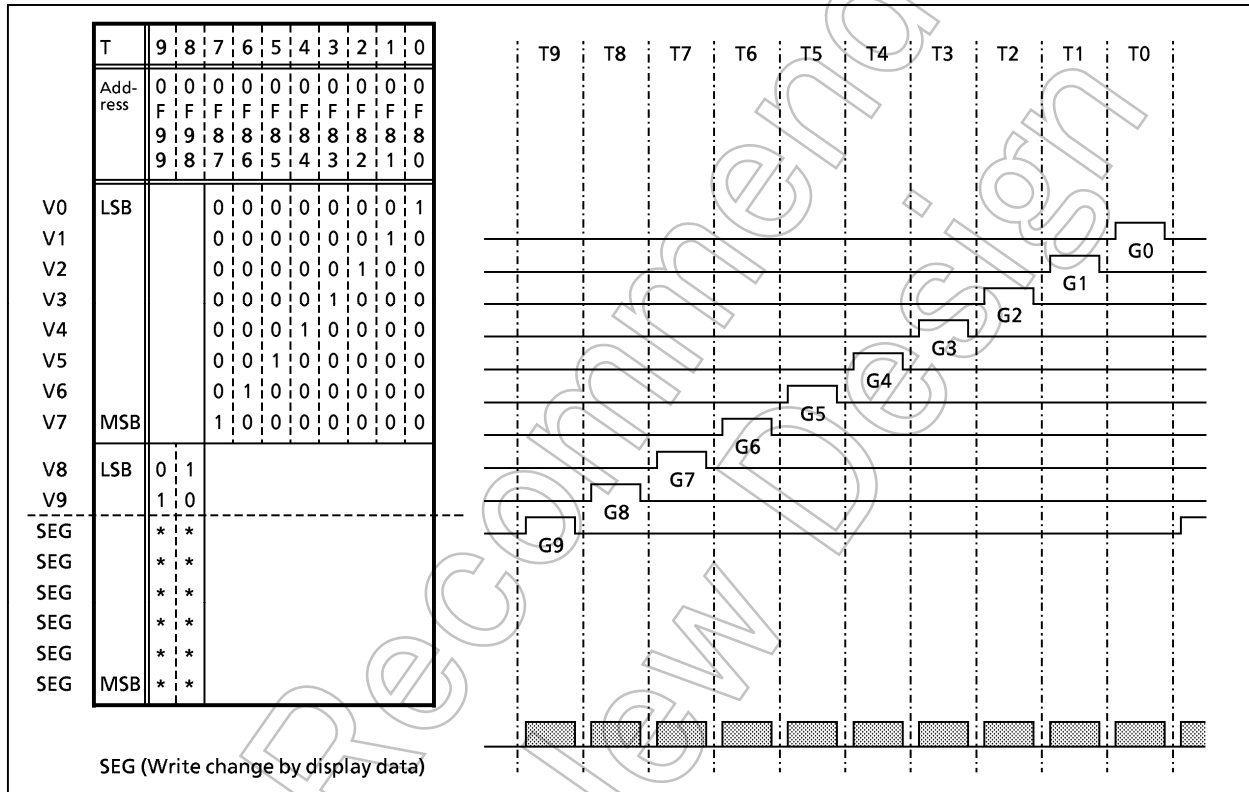 T 9 8 7 6 5 4 3 2 1 0
Add-ress 0 0 0 0 0 0 0 0 0 0
F F F F F F F F F F
9 9 8 8 8 8 8 8 8 8
9 8 7 6 5 4 3 2 1 0
V0 LSB 0 0 0 0 0 0 0 1
V1 0 0 0 0 0 0 1 0
V2 0 0 0 0 0 1 0 0
V3 0 0 0 0 1 0 0 0
V4 0 0 0 1 0 0 0 0
V5 0 0 1 0 0 0 0 0
V6 0 1 0 0 0 0 0 0
V7 MSB 1 0 0 0 0 0 0 0
V8 LSB 0 1
V9 1 0
SEG * *
SEG * *
SEG * *
SEG * *
SEG * *
SEG MSB * *
SEG (Write change by display data)
T9 T8 T7 T6 T5 T4 T3 T2 T1 T0
G0
G1
G2
G3
G4
G5
G6
G7
G8
G9
Recommend
ew Design